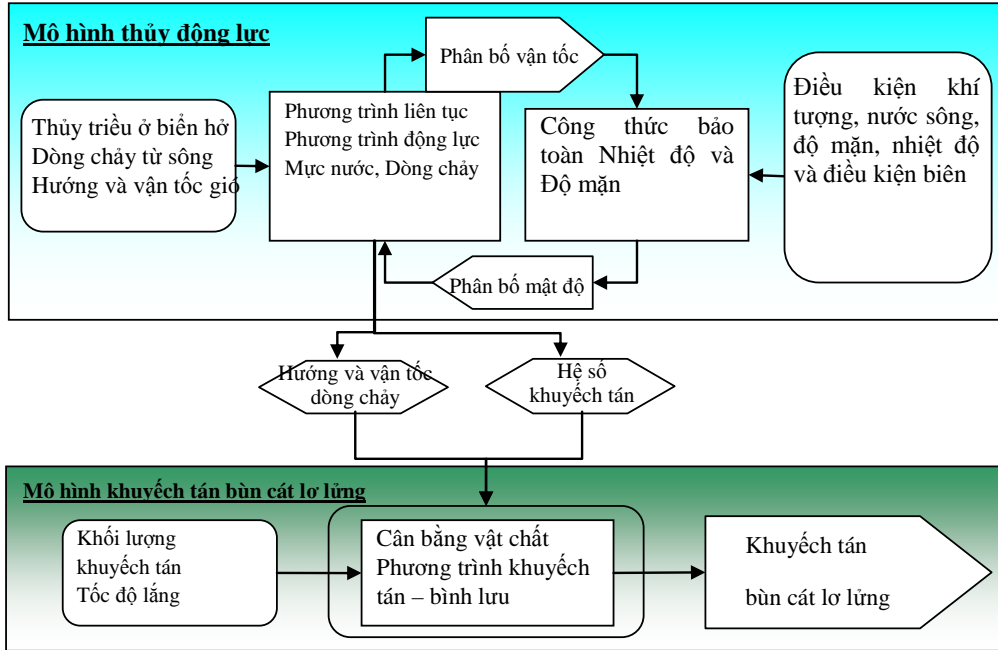 Mô hình thủy động lực
Phân bố vận tốc
Thủy triều ở biển hở
Dòng chảy từ sông
Hướng và vận tốc gió
Phương trình liên tục
Phương trình động lực
Mực nước, Dòng chảy
Công thức bảo
toàn Nhiệt độ và
Độ mặn
Điều kiện khí
tượng, nước sông,
độ mặn, nhiệt độ
và điều kiện biên
Phân bố mật độ
Hướng và vận tốc
dòng chảy
Hệ số
khuyếch tán
Mô hình khuyếch tán bùn cát lơ lửng
Khối lượng
khuyếch tán
Tốc độ lắng
Cân bằng vật chất
Phương trình khuyếch
tán – bình lưu
Khuyếch tán
bùn cát lơ lửng